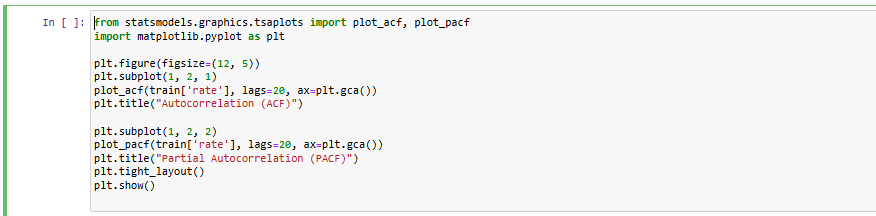 In [ ]: from statsmodels.graphics.tsaplots import plot_acf, plot_pacf
import matplotlib.pyplot as plt

plt.figure(figsize=(12, 5))
plt.subplot(1, 2, 1)
plot_acf(train['rate'], lags=20, ax=plt.gca())
plt.title("Autocorrelation (ACF)")

plt.subplot(1, 2, 2)
plot_pacf(train['rate'], lags=20, ax=plt.gca())
plt.title("Partial Autocorrelation (PACF)")
plt.tight_layout()
plt.show()